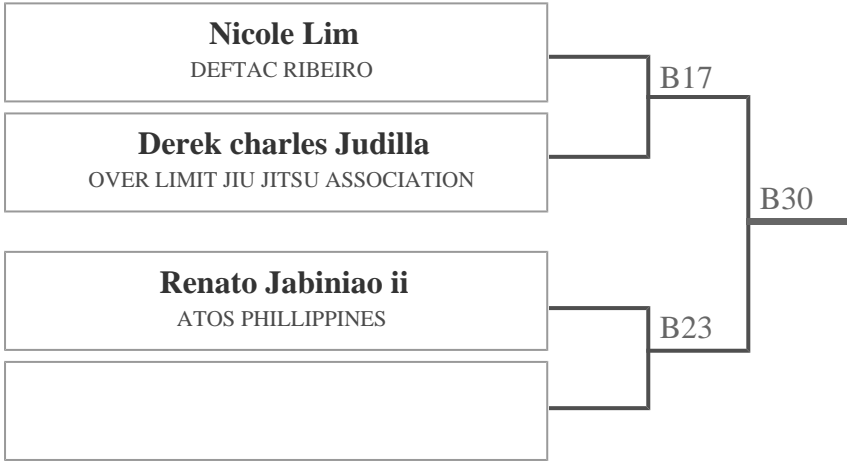 Nicole Lim
DEFTAC RIBEIRO
B17
Derek charles Judilla
OVER LIMIT JIU JITSU ASSOCIATION
B30
Renato Jabiniao ii
ATOS PHILLIPPINES
B23